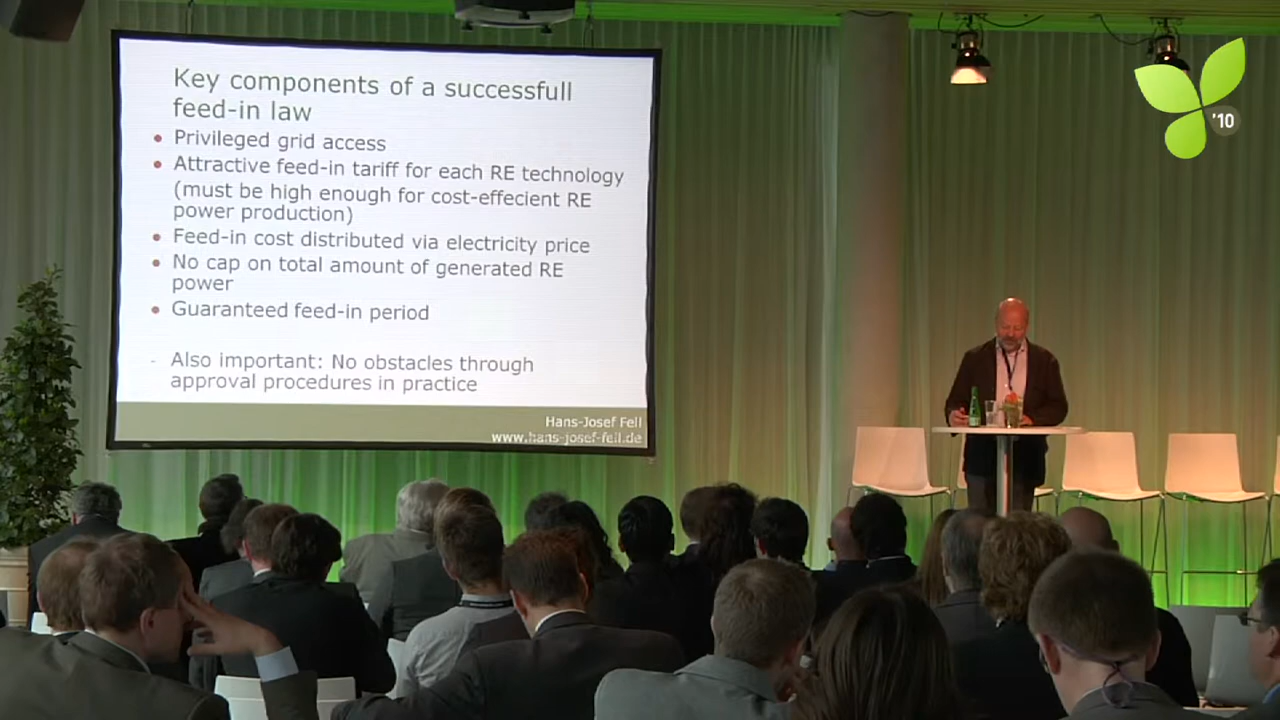 Key components of a successfull
feed-in law
Privileged grid access
Attractive feed-in tariff for each RE technology
(must be high enough for cost-effecient RE
power production)
Feed-in cost distributed via electricity price
No cap on total amount of generated RE
power
Guaranteed feed-in period
- Also important: No obstacles through
approval procedures in practice
Hans-Josef Fell
www.hans-josef-fell.de
'10